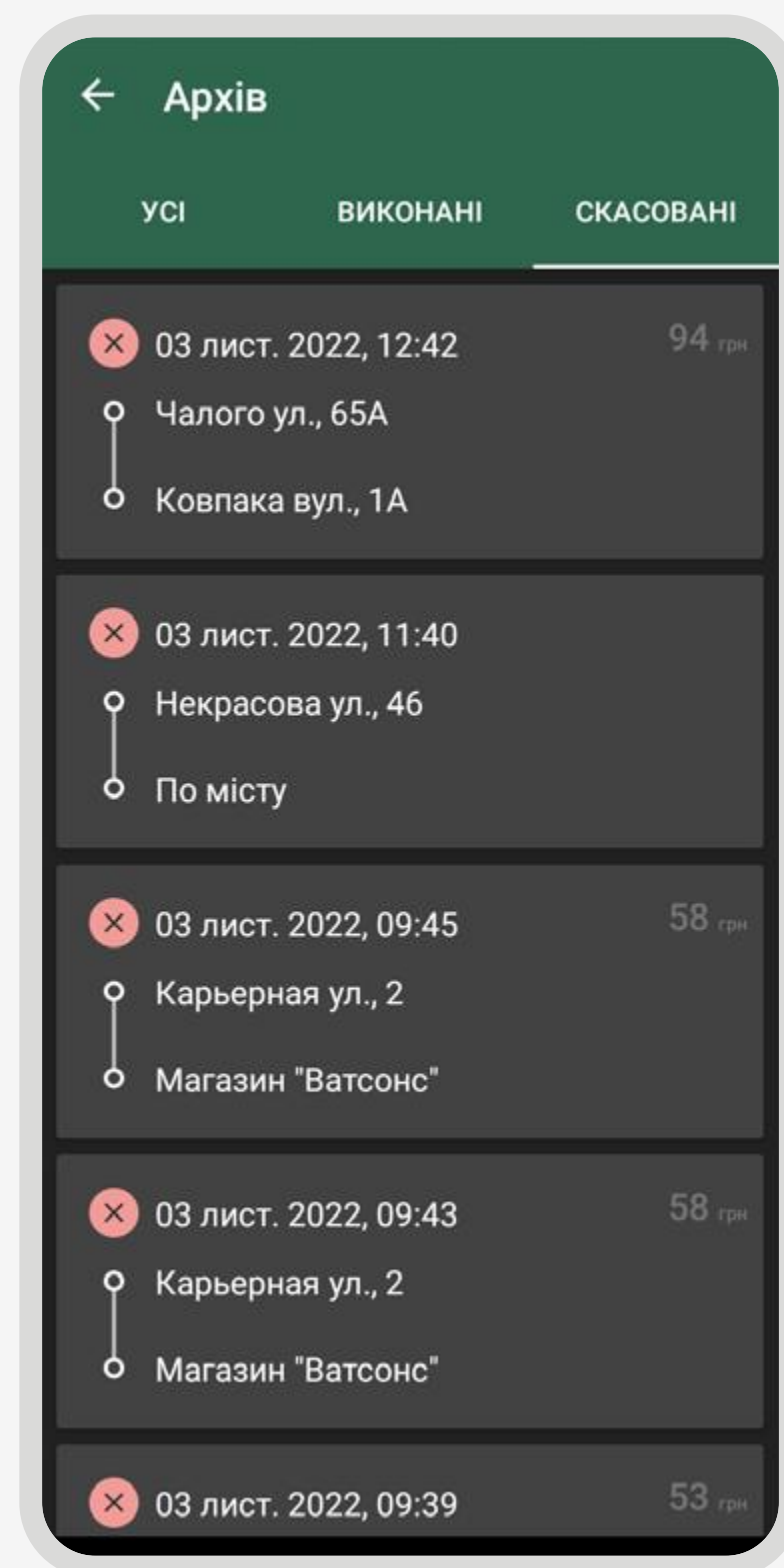 Архів
УСІ ВИКОНАНІ СКАСОВАНІ
03 лист. 2022, 12:42 94 грн
Чалого ул., 65А
Ковпака вул., 1А
03 лист. 2022, 11:40
Некрасова ул., 46
По місту
03 лист. 2022, 09:45 58 грн
Карьерная ул., 2
Магазин "Ватсонс"
03 лист. 2022, 09:43 58 грн
Карьерная ул., 2
Магазин "Ватсонс"
03 лист. 2022, 09:39 53 грн